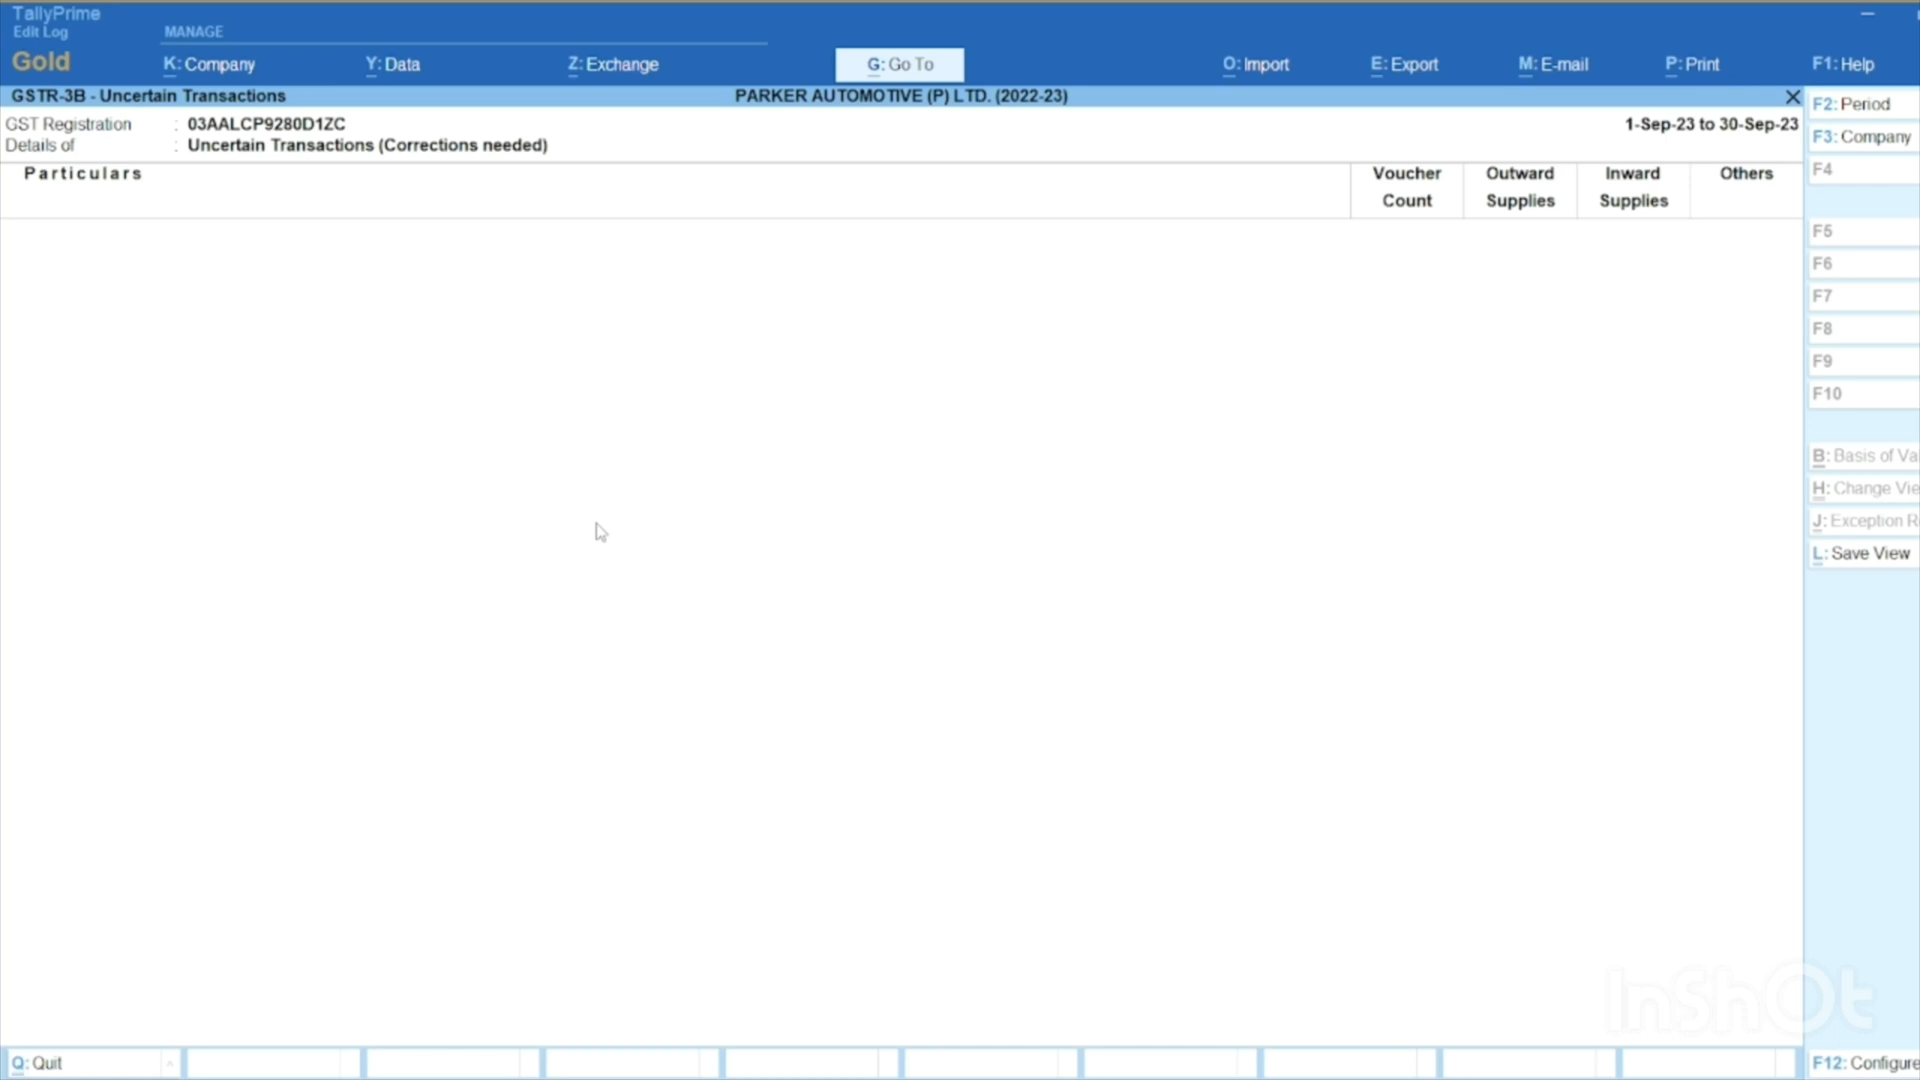 TallyPrime
Edit Log
Gold
MANAGE
K: Company
Y: Data
Z: Exchange
G: Go To
O: Import
E: Export
M: E-mail
P: Print
F1: Help
GSTR-3B - Uncertain Transactions
PARKER AUTOMOTIVE (P) LTD. (2022-23)
GST Registration : 03AALCP9280D1ZC
1-Sep-23 to 30-Sep-23
Details of : Uncertain Transactions (Corrections needed)
Particulars
Voucher Count
Outward Supplies
Inward Supplies
Others
F2: Period
F3: Company
F4
F5
F6
F7
F8
F9
F10
B: Basis of Va
H: Change Vie
J: Exception R
L: Save View
InShOt
Q: Quit
F12: Configure